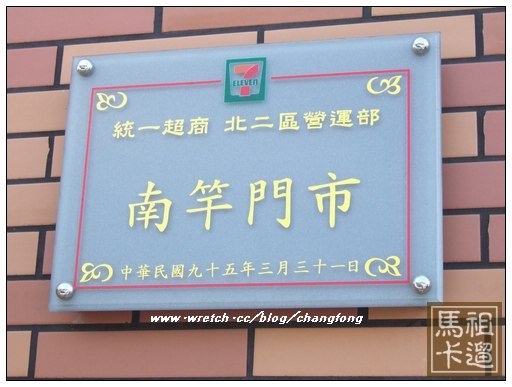 7
ELEVEN
統一超商 北二區營運部
南竿門市
中華民國九十五年三月三十一日
www.wretch.cc/blog/changfong
馬祖
卡遛